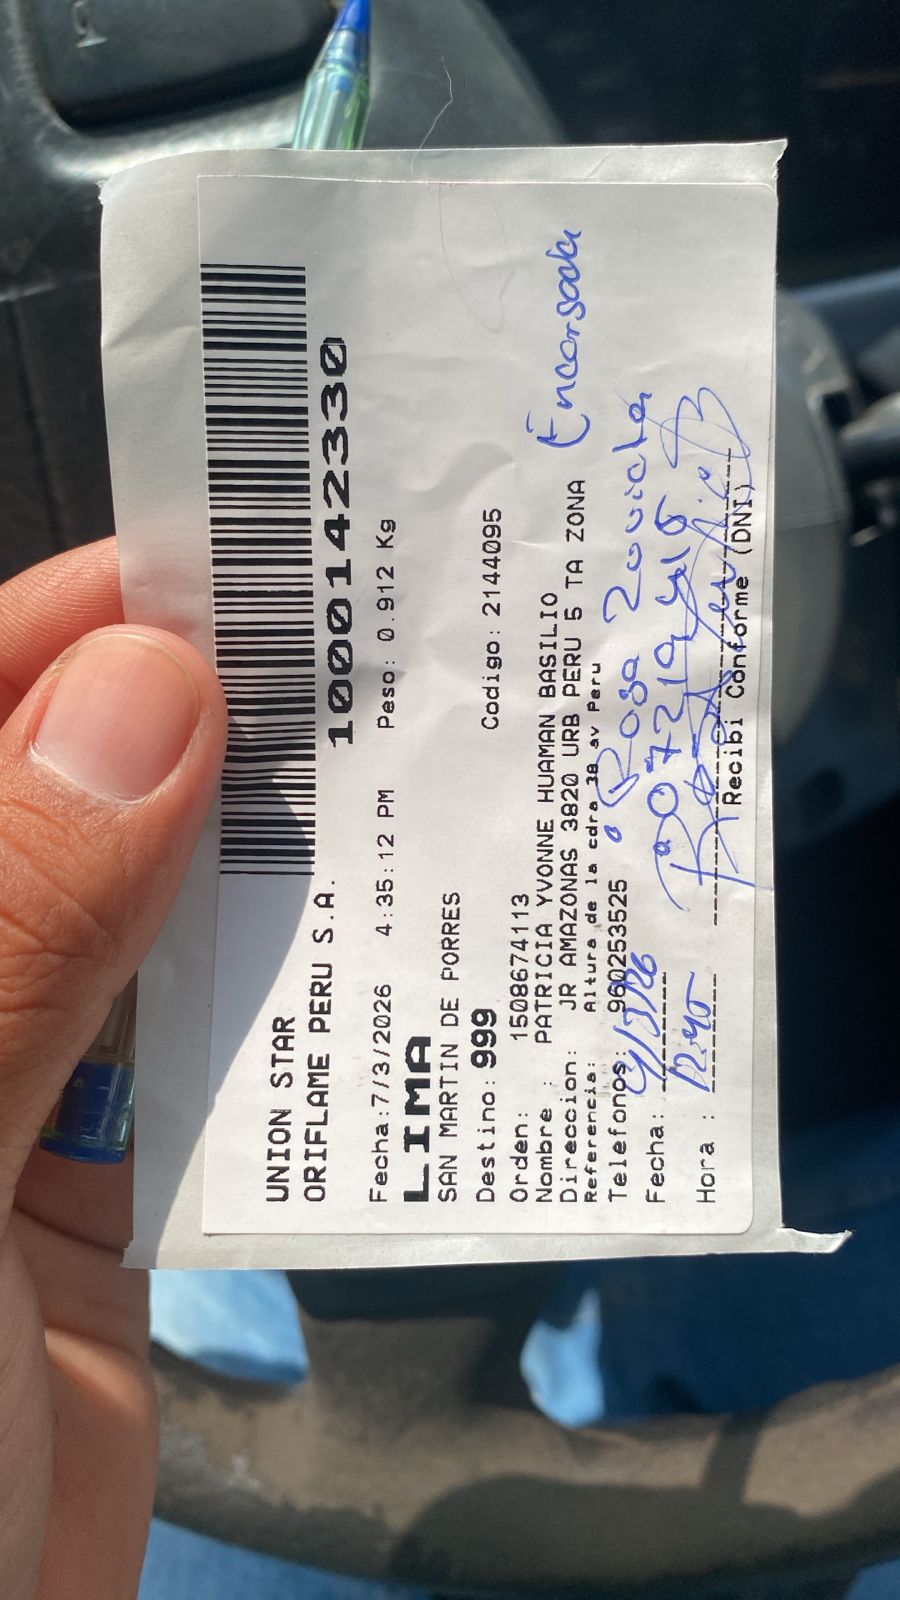 UNION STAR
ORIFLAME PERU S.A.
1000142330
Fecha:7/3/2026 4:35:12 PM Peso: 0.912 Kg
LIMA
SAN MARTIN DE PORRES
Destino: 999 Codigo: 2144095
Orden: 1508674113
Nombre : PATRICIA YVONNE HUAMAN BASILIO
Direccion: JR AMAZONAS 3820 URB PERU 5 TA ZONA
Referencia: Altura de la cdra 38 av Peru
Telefonos: 960253525
Rosa
Fecha:
Hora :
Recibi Conforme (DNI)